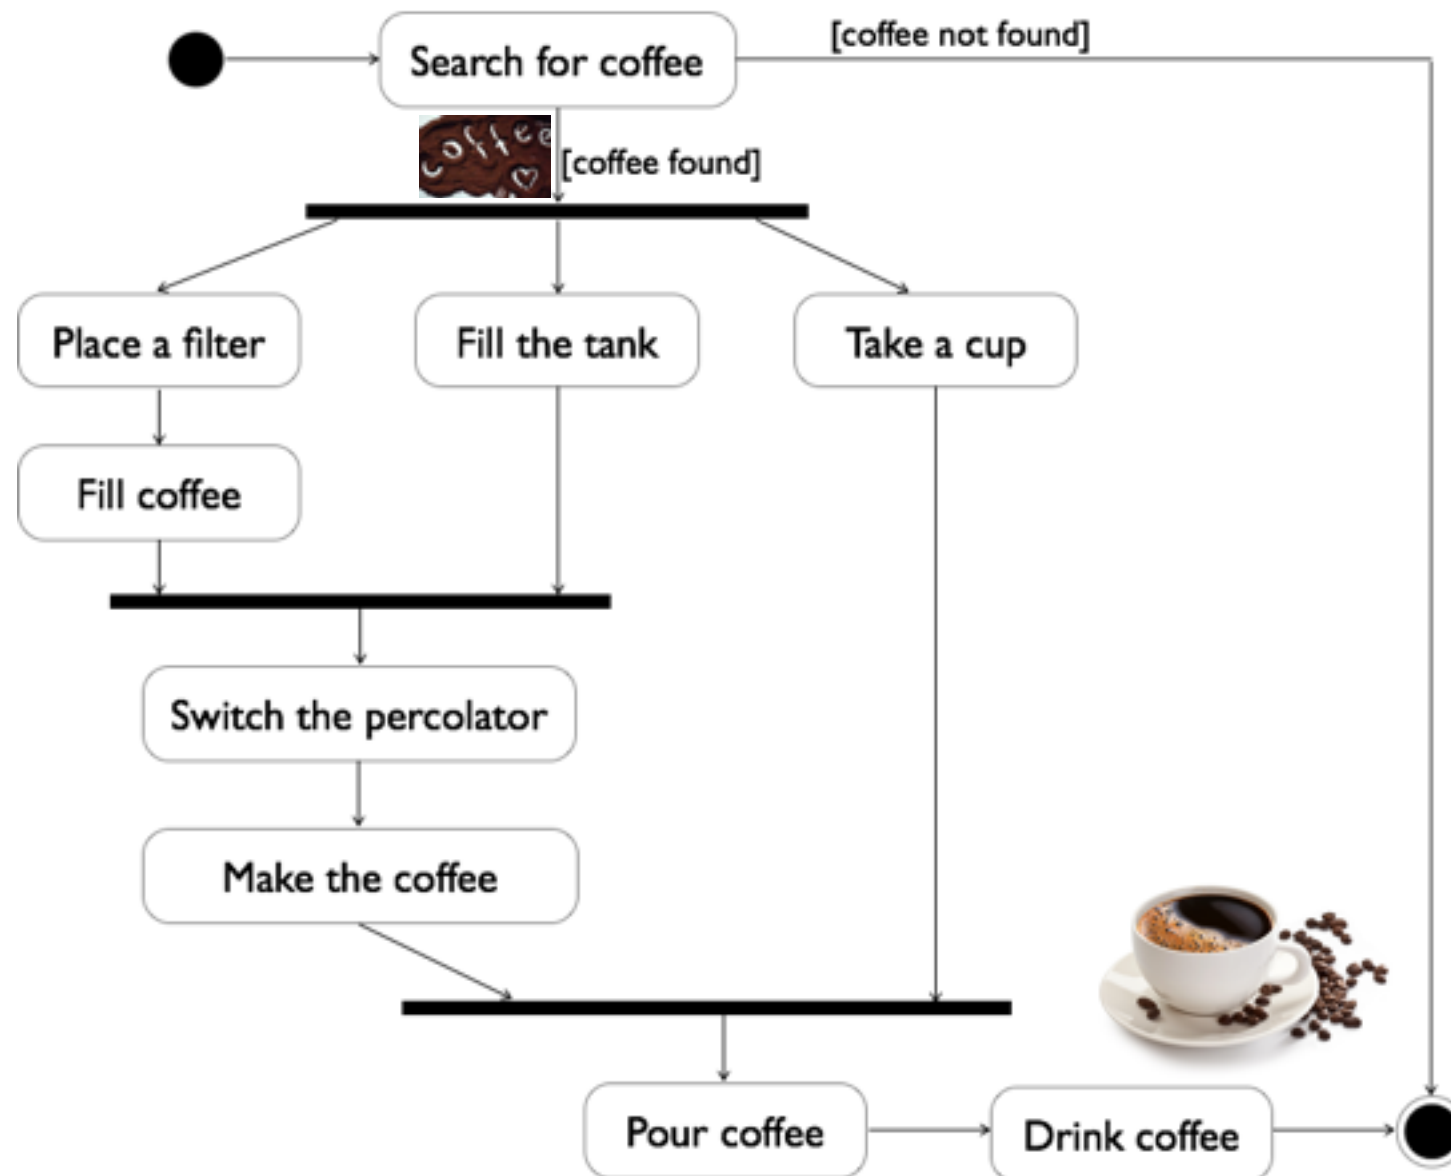 Search for coffee
[coffee not found]
coffee
[coffee found]
Place a filter
Fill the tank
Take a cup
Fill coffee
Switch the percolator
Make the coffee
Pour coffee
Drink coffee